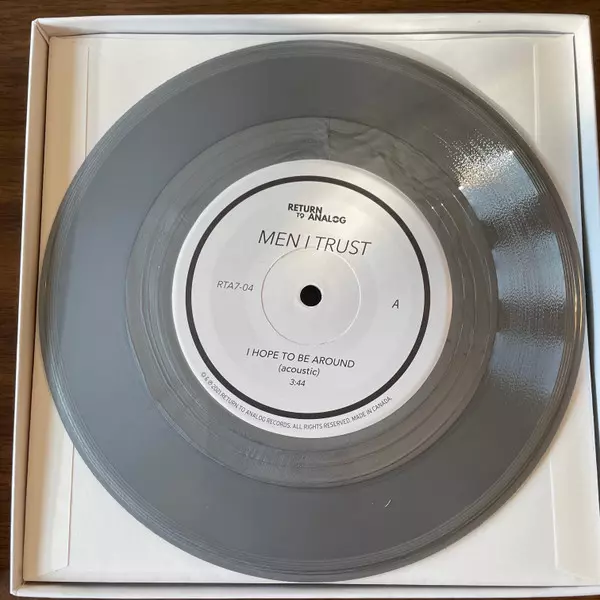 RETURN
TO ANALOG
MEN I TRUST
RTA7-04
A
I HOPE TO BE AROUND
(acoustic)
3:44
℗ & © 2021 RETURN TO ANALOG RECORDS. ALL RIGHTS RESERVED. MADE IN CANADA.